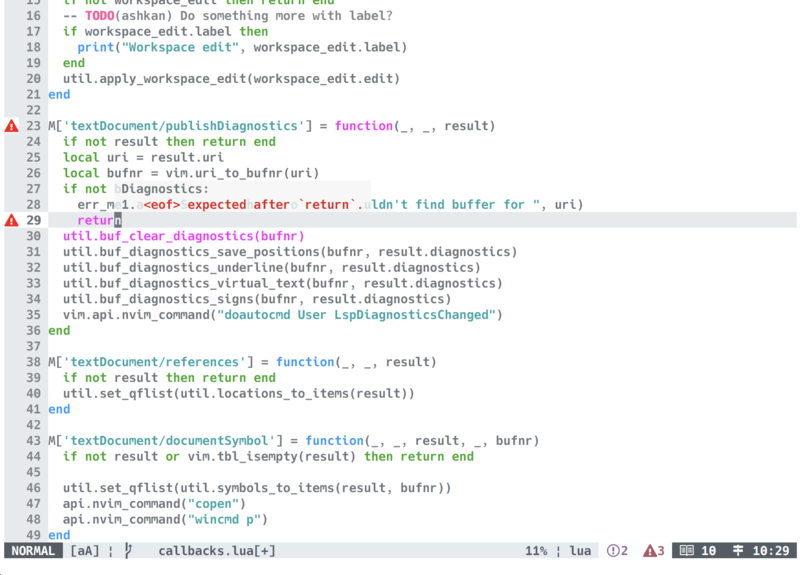 15 if not workspace_edit then return end
16 -- TODO(ashkan) Do something more with label?
17 if workspace_edit.label then
18 print("Workspace edit", workspace_edit.label)
19 end
20 util.apply_workspace_edit(workspace_edit.edit)
21 end
22
23 M['textDocument/publishDiagnostics'] = function(_, _, result)
24 if not result then return end
25 local uri = result.uri
26 local bufnr = vim.uri_to_bufnr(uri)
27 if not Diagnostics:
28 err_m 1. <eof> expected after `return`. uldn't find buffer for ", uri)
29 return
30 util.buf_clear_diagnostics(bufnr)
31 util.buf_diagnostics_save_positions(bufnr, result.diagnostics)
32 util.buf_diagnostics_underline(bufnr, result.diagnostics)
33 util.buf_diagnostics_virtual_text(bufnr, result.diagnostics)
34 util.buf_diagnostics_signs(bufnr, result.diagnostics)
35 vim.api.nvim_command("doautocmd User LspDiagnosticsChanged")
36 end
37
38 M['textDocument/references'] = function(_, _, result)
39 if not result then return end
40 util.set_qflist(util.locations_to_items(result))
41 end
42
43 M['textDocument/documentSymbol'] = function(_, _, result, _, bufnr)
44 if not result or vim.tbl_isempty(result) then return end
45
46 util.set_qflist(util.symbols_to_items(result, bufnr))
47 api.nvim_command("copen")
48 api.nvim_command("wincmd p")
49 end
NORMAL [aA] ¦ callbacks.lua[+] 11% ¦ lua 2 3 10 10:29